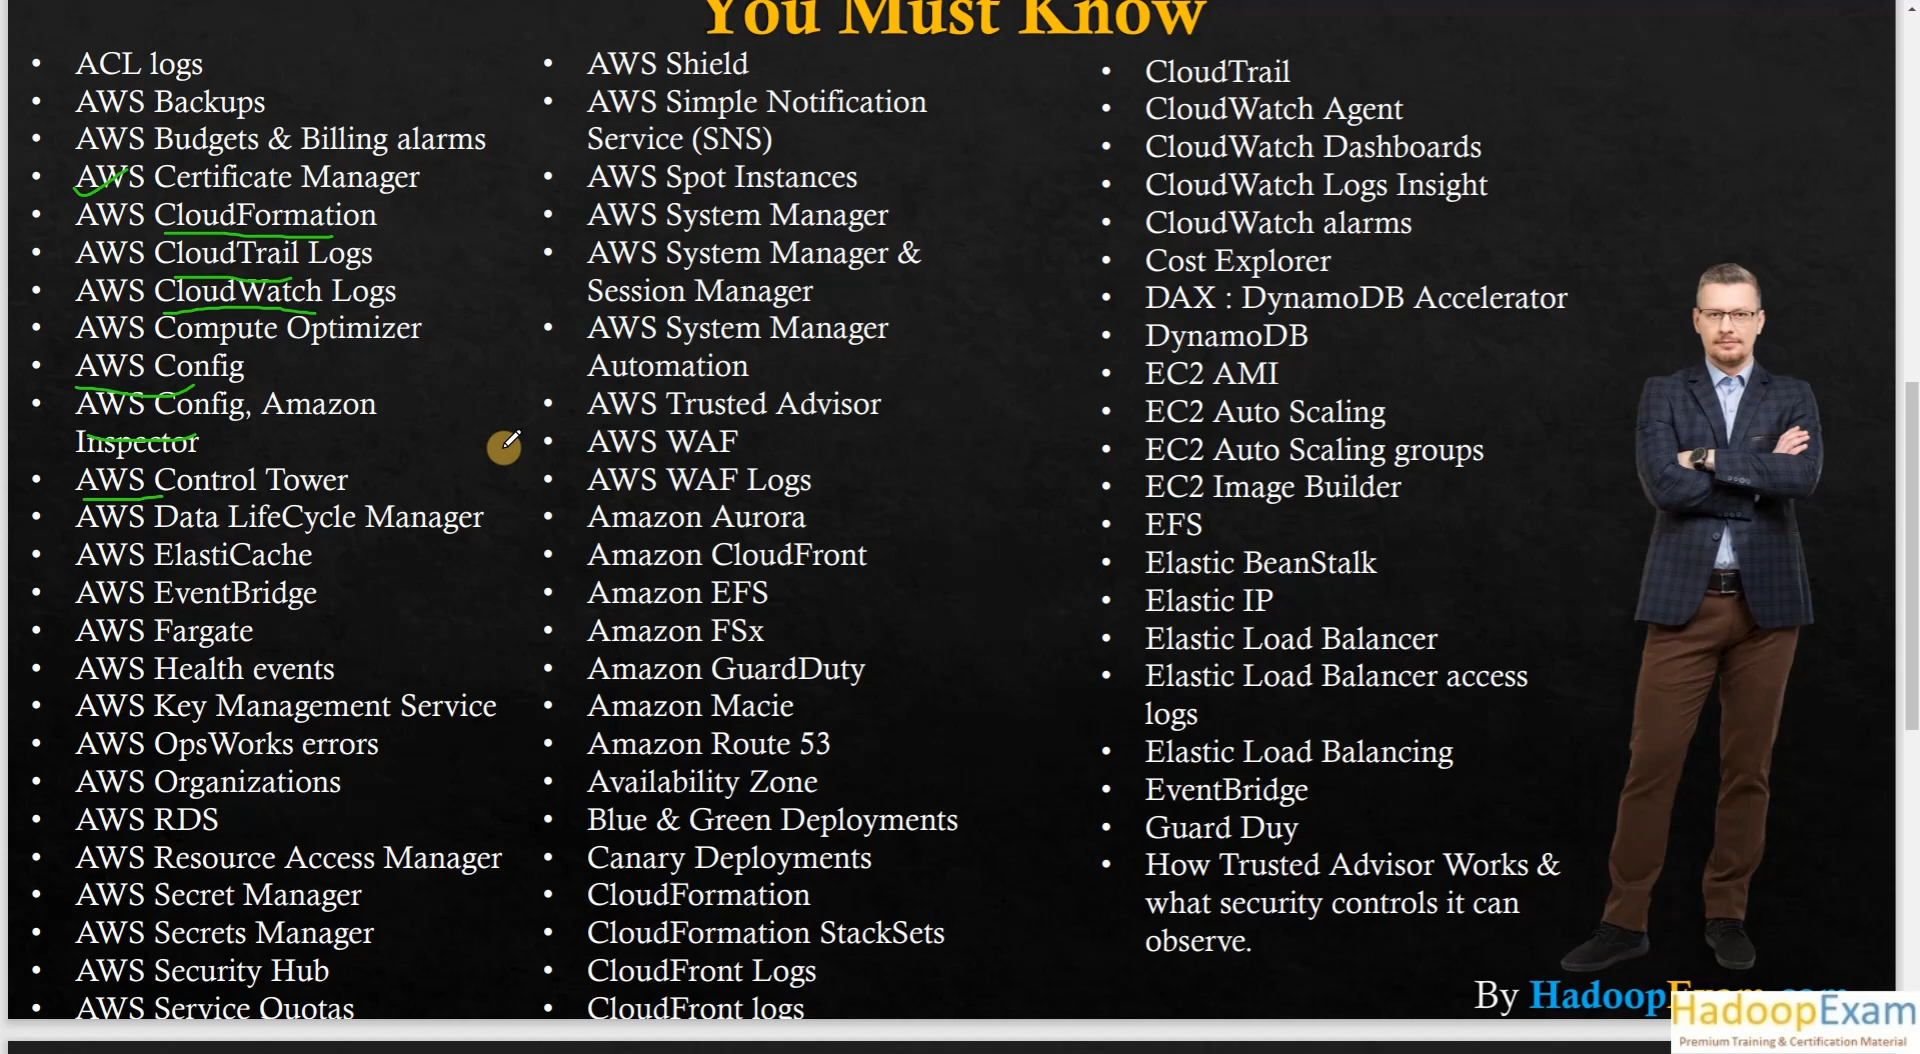 You Must Know
• ACL logs
• AWS Backups
• AWS Budgets & Billing alarms
• AWS Certificate Manager
• AWS CloudFormation
• AWS CloudTrail Logs
• AWS CloudWatch Logs
• AWS Compute Optimizer
• AWS Config
• AWS Config, Amazon
Inspector
• AWS Control Tower
• AWS Data LifeCycle Manager
• AWS ElastiCache
• AWS EventBridge
• AWS Fargate
• AWS Health events
• AWS Key Management Service
• AWS OpsWorks errors
• AWS Organizations
• AWS RDS
• AWS Resource Access Manager
• AWS Secret Manager
• AWS Secrets Manager
• AWS Security Hub
• AWS Service Quotas
• AWS Shield
• AWS Simple Notification
Service (SNS)
• AWS Spot Instances
• AWS System Manager
• AWS System Manager &
Session Manager
• AWS System Manager
Automation
• AWS Trusted Advisor
• AWS WAF
• AWS WAF Logs
• Amazon Aurora
• Amazon CloudFront
• Amazon EFS
• Amazon FSx
• Amazon GuardDuty
• Amazon Macie
• Amazon Route 53
• Availability Zone
• Blue & Green Deployments
• Canary Deployments
• CloudFormation
• CloudFormation StackSets
• CloudFront Logs
• CloudFront logs
• CloudTrail
• CloudWatch Agent
• CloudWatch Dashboards
• CloudWatch Logs Insight
• CloudWatch alarms
• Cost Explorer
• DAX : DynamoDB Accelerator
• DynamoDB
• EC2 AMI
• EC2 Auto Scaling
• EC2 Auto Scaling groups
• EC2 Image Builder
• EFS
• Elastic BeanStalk
• Elastic IP
• Elastic Load Balancer
• Elastic Load Balancer access
logs
• Elastic Load Balancing
• EventBridge
• Guard Duy
• How Trusted Advisor Works &
what security controls it can
observe.
By HadoopExam.com
HadoopExam
Premium Training & Certification Material